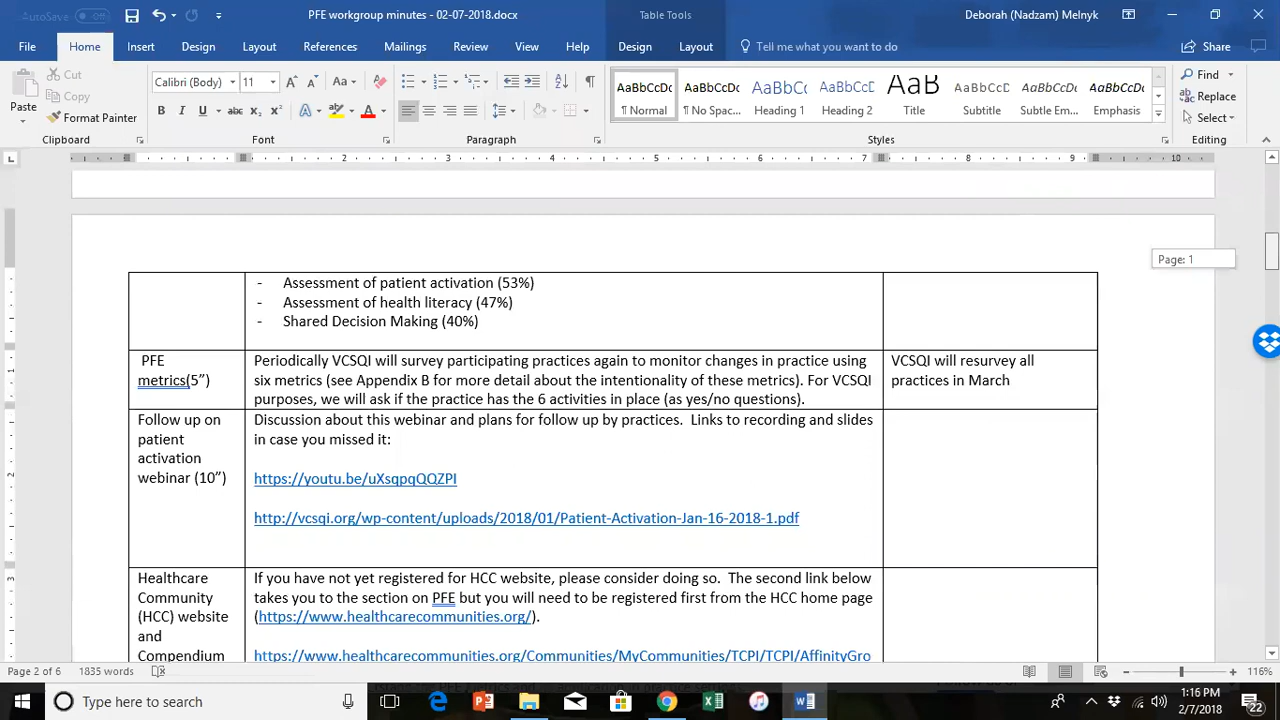 AutoSave Off
PFE workgroup minutes - 02-07-2018.docx
Table Tools
Deborah (Nadzam) Melnyk
File Home Insert Design Layout References Mailings Review View Help Design Layout Tell me what you want to do Share
Paste
Cut
Copy
Format Painter
Clipboard
Calibri (Body) 11
Font
Paragraph
AaBbCcDc AaBbCcDc AaBbCc AaBbCcC AaB AaBbCcD AaBbCcDc AaBbCcDc
¶ Normal ¶ No Spac... Heading 1 Heading 2 Title Subtitle Subtle Em... Emphasis
Styles
Find
Replace
Select
Editing
2 3 4 5 6 7 8 9 10
Page: 1
- Assessment of patient activation (53%)
- Assessment of health literacy (47%)
- Shared Decision Making (40%)
PFE
metrics(5”)
Periodically VCSQI will survey participating practices again to monitor changes in practice using
six metrics (see Appendix B for more detail about the intentionality of these metrics). For VCSQI
purposes, we will ask if the practice has the 6 activities in place (as yes/no questions).
VCSQI will resurvey all
practices in March
Follow up on
patient
activation
webinar (10”)
Discussion about this webinar and plans for follow up by practices. Links to recording and slides
in case you missed it:
https://youtu.be/uXsqpqQQZPI
http://vcsqi.org/wp-content/uploads/2018/01/Patient-Activation-Jan-16-2018-1.pdf
Healthcare
Community
(HCC) website
and
Compendium
If you have not yet registered for HCC website, please consider doing so. The second link below
takes you to the section on PFE but you will need to be registered first from the HCC home page
(https://www.healthcarecommunities.org/).
https://www.healthcarecommunities.org/Communities/MyCommunities/TCPI/TCPI/AffinityGro
Page 2 of 6 1835 words 116%
Type here to search
1:16 PM
2/7/2018
22